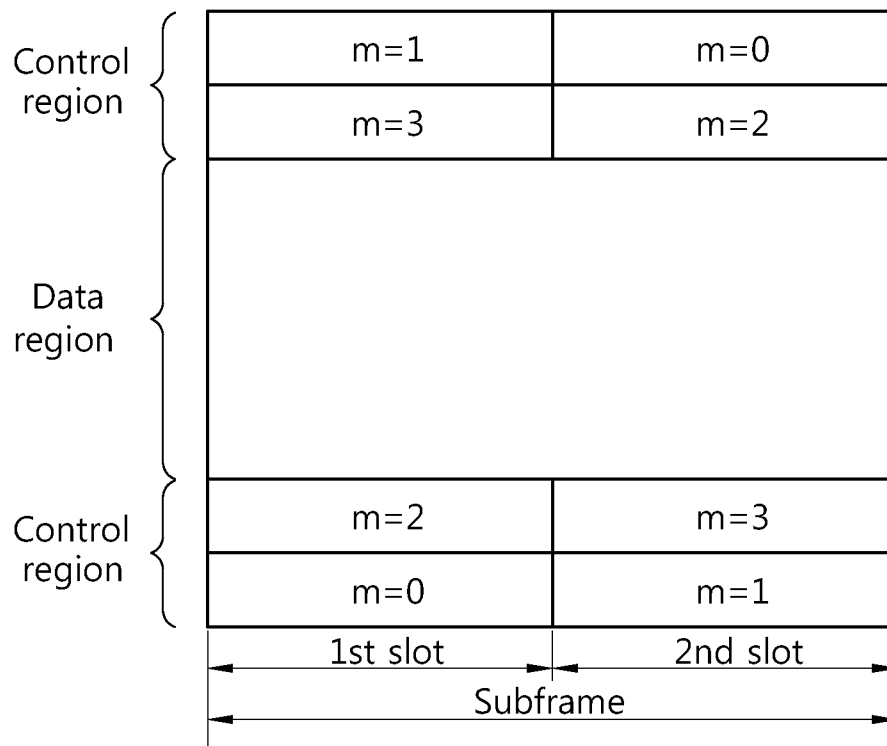 Control
region
m=1
m=0
m=3
m=2
Data
region
Control
region
m=2
m=3
m=0
m=1
1st slot
2nd slot
Subframe